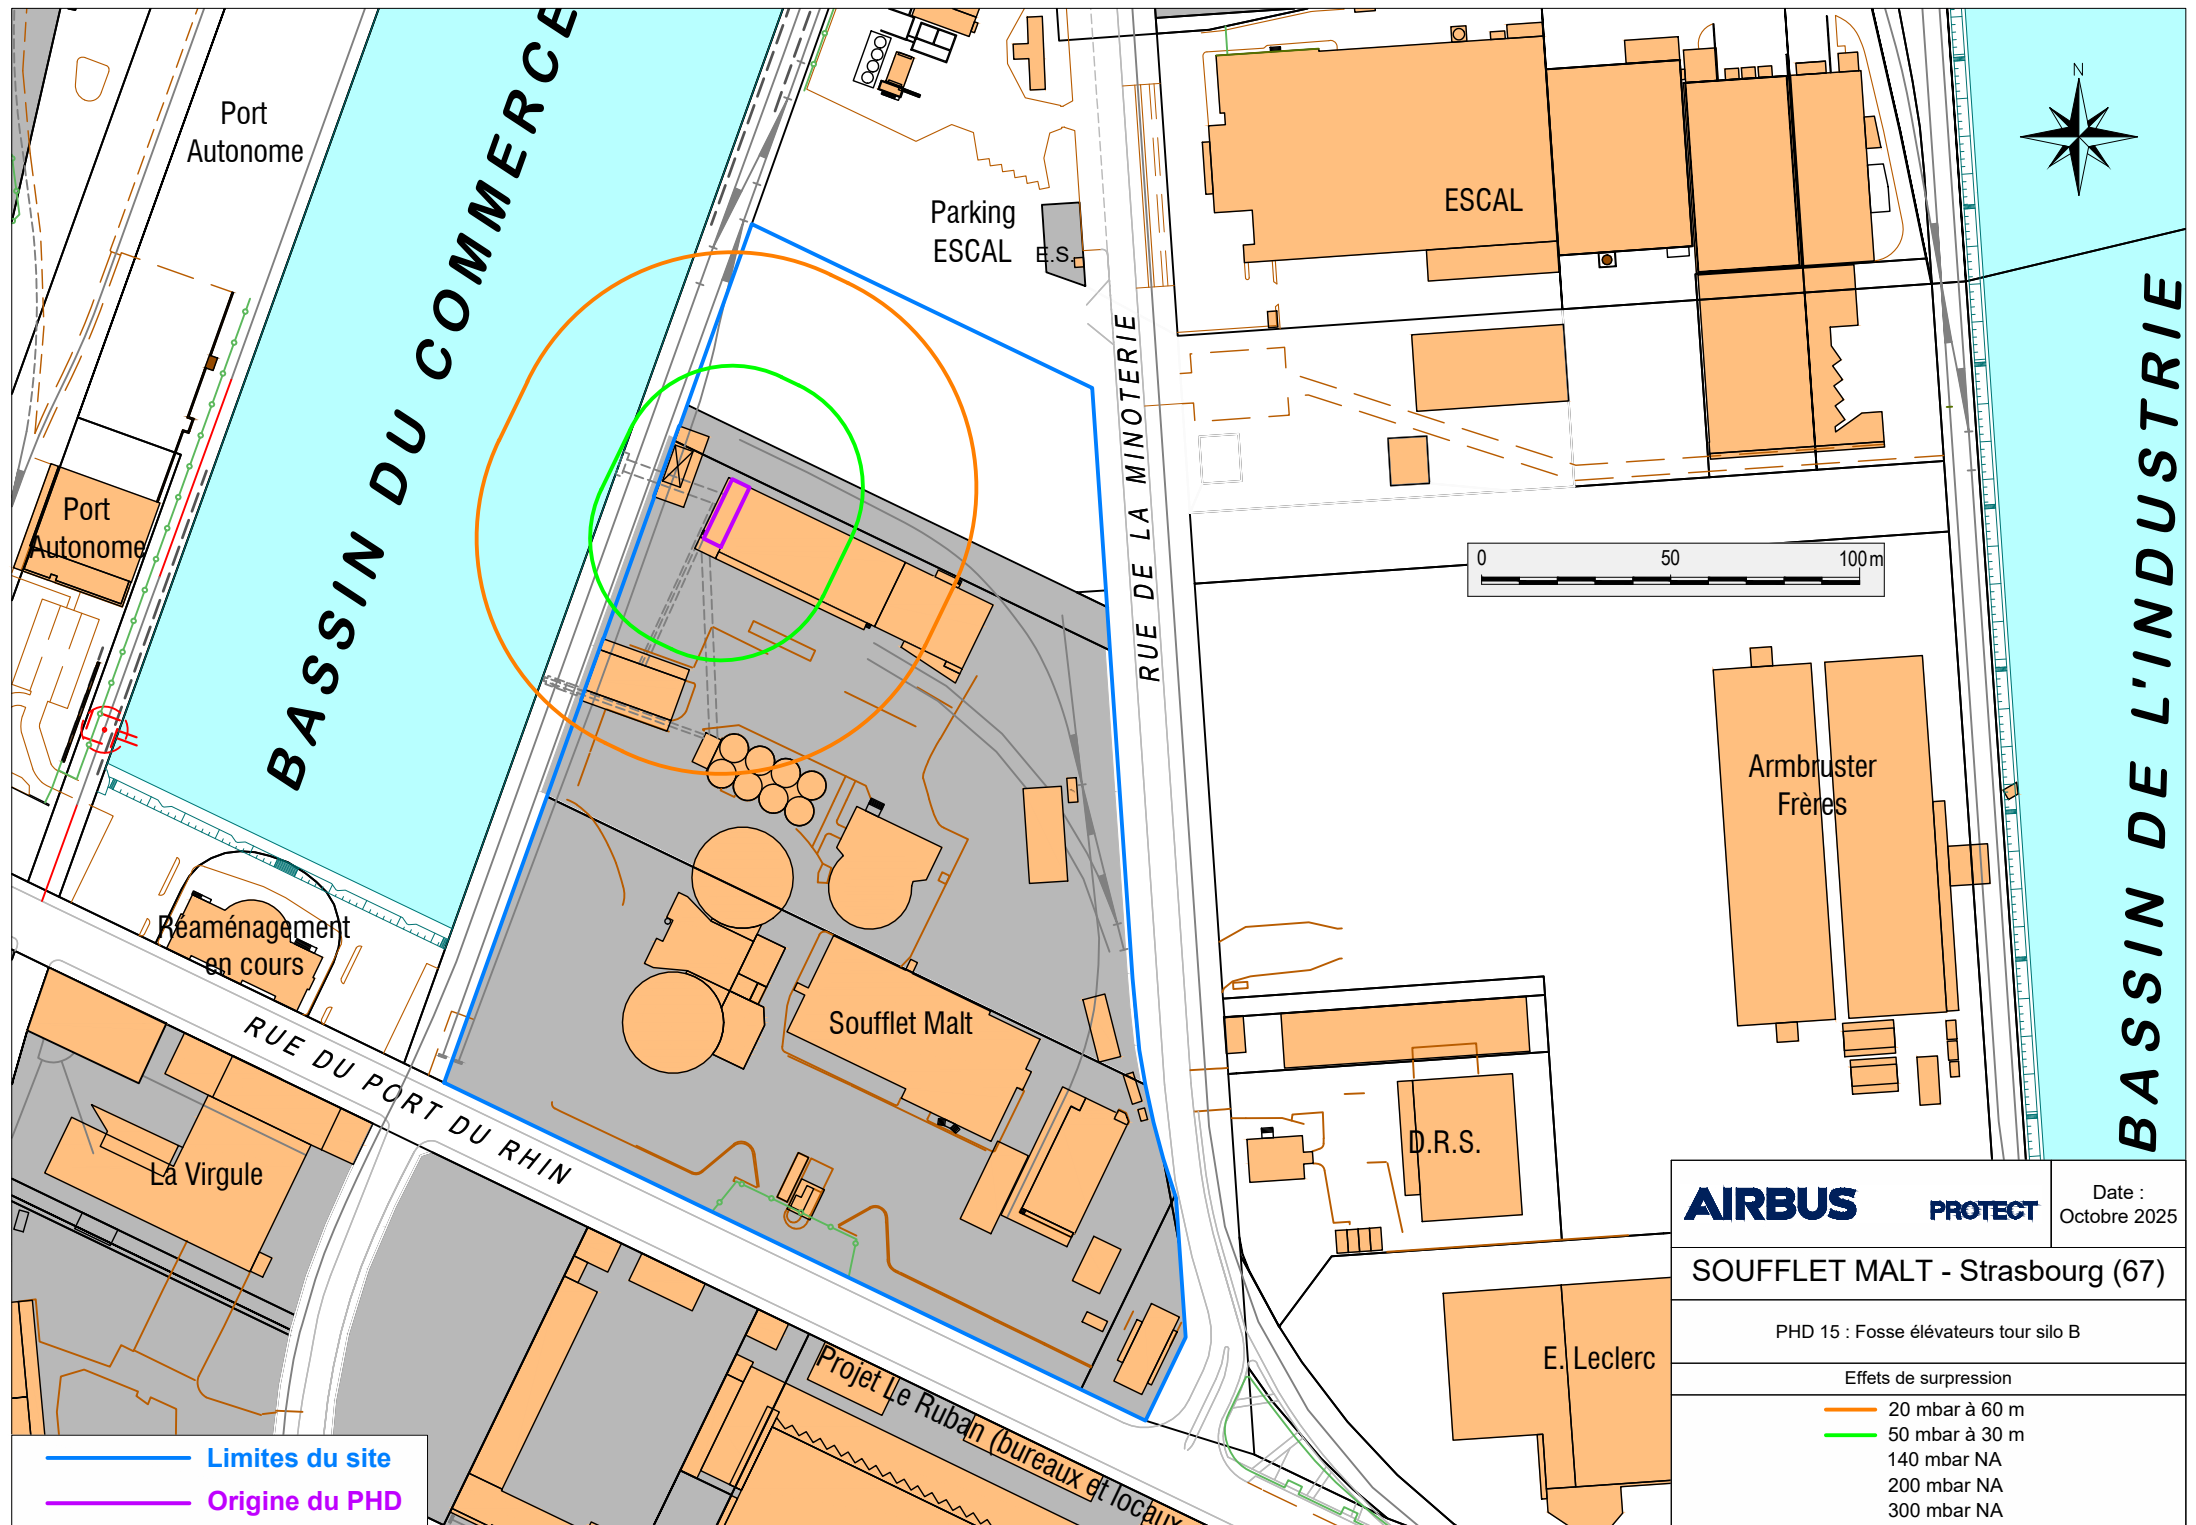 Port
Autonome
BASSIN DU COMMERCE
Parking
ESCAL
E.S.
ESCAL
N
RUE DE LA MINOTERIE
BASSIN DE L'INDUSTRIE
Port
Autonome
0 50 100 m
Armbruster
Frères
Réaménagement
en cours
Soufflet Malt
RUE DU PORT DU RHIN
La Virgule
D.R.S.
E. Leclerc
Projet Le Ruban (bureaux et locaux
Limites du site
Origine du PHD
AIRBUS PROTECT
Date :
Octobre 2025
SOUFFLET MALT - Strasbourg (67)
PHD 15 : Fosse élévateurs tour silo B
Effets de surpression
20 mbar à 60 m
50 mbar à 30 m
140 mbar NA
200 mbar NA
300 mbar NA